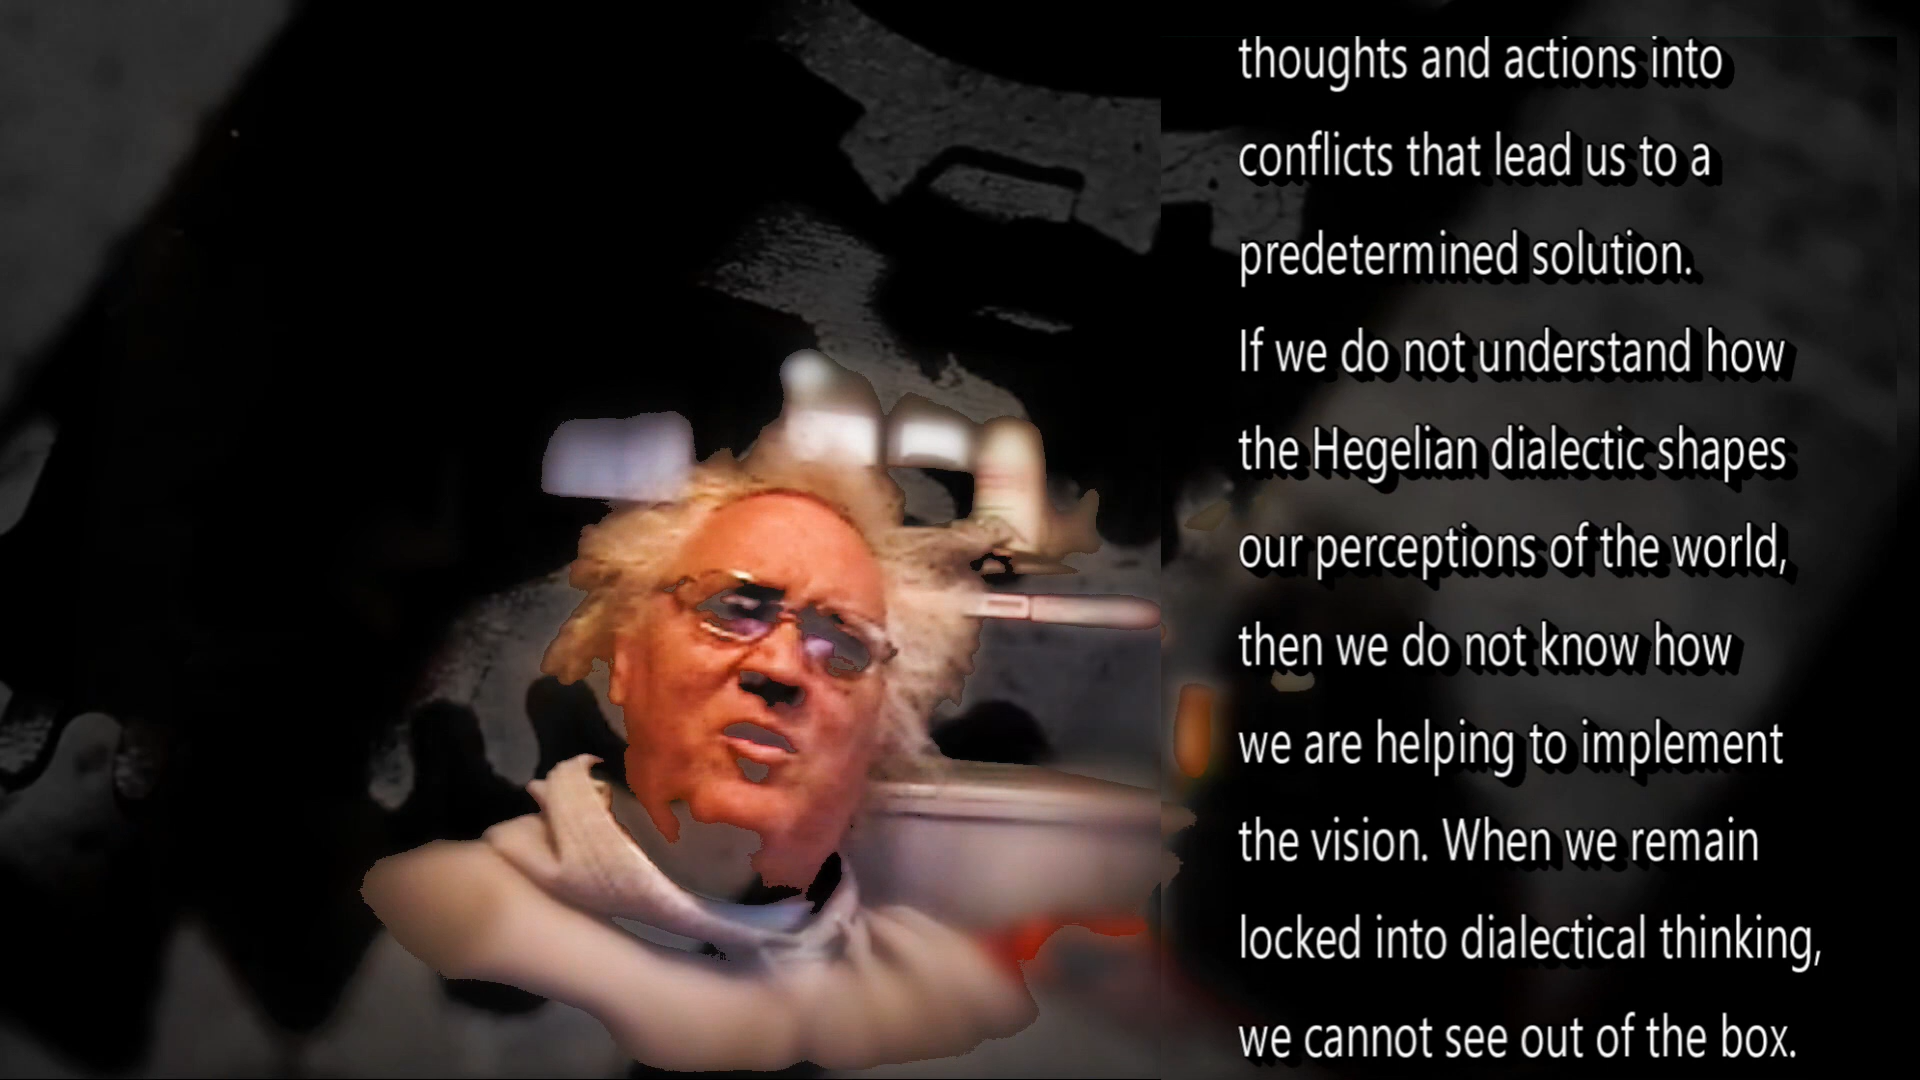 thoughts and actions into
conflicts that lead us to a
predetermined solution.
If we do not understand how
the Hegelian dialectic shapes
our perceptions of the world,
then we do not know how
we are helping to implement
the vision. When we remain
locked into dialectical thinking,
we cannot see out of the box.